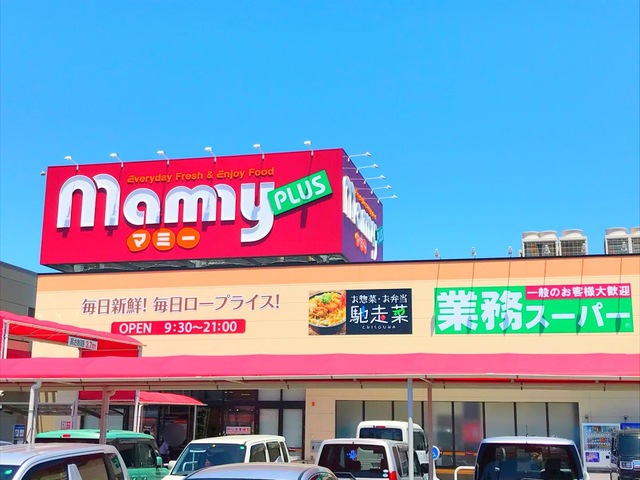 Everyday Fresh & Enjoy Food
mammy PLUS
マミー
毎日新鮮! 毎日ロープライス!
OPEN 9:30～21:00
お惣菜・お弁当
馳走菜
CHISOUNA
一般のお客様大歓迎
業務スーパー